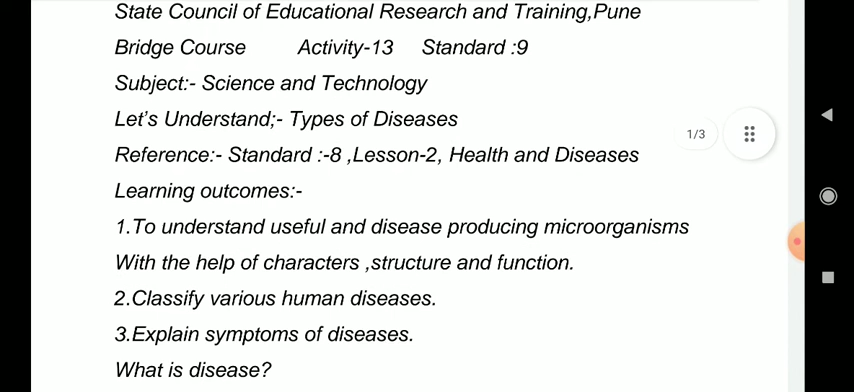 State Council of Educational Research and Training,Pune
Bridge Course Activity-13 Standard :9
Subject:- Science and Technology
Let's Understand;- Types of Diseases
Reference:- Standard :-8 ,Lesson-2, Health and Diseases
1/3
Learning outcomes:-
1.To understand useful and disease producing microorganisms
With the help of characters ,structure and function.
2.Classify various human diseases.
3.Explain symptoms of diseases.
What is disease?